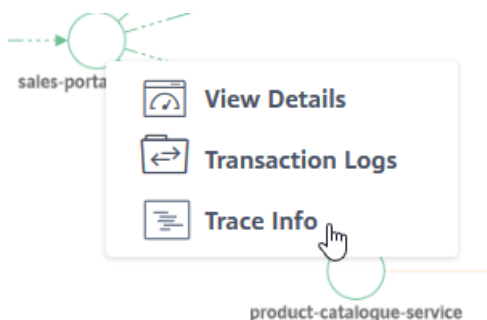 sales-porta
View Details
Transaction Logs
Trace Info
product-catalogue-service